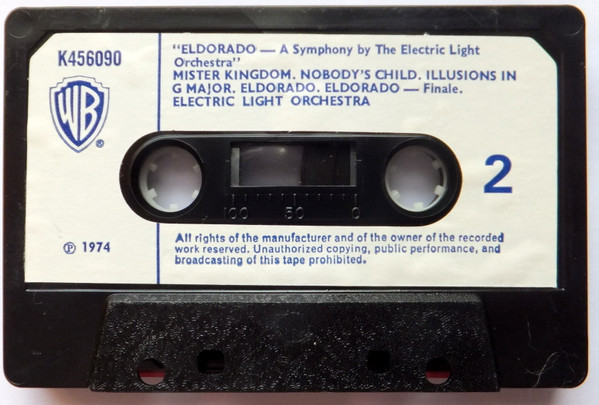 K456090
"ELDORADO — A Symphony by The Electric Light
Orchestra"
MISTER KINGDOM. NOBODY'S CHILD. ILLUSIONS IN
G MAJOR. ELDORADO. ELDORADO — Finale.
ELECTRIC LIGHT ORCHESTRA
WB
®
2
100 50 0
All rights of the manufacturer and of the owner of the recorded
work reserved. Unauthorized copying, public performance, and
broadcasting of this tape prohibited.
℗ 1974